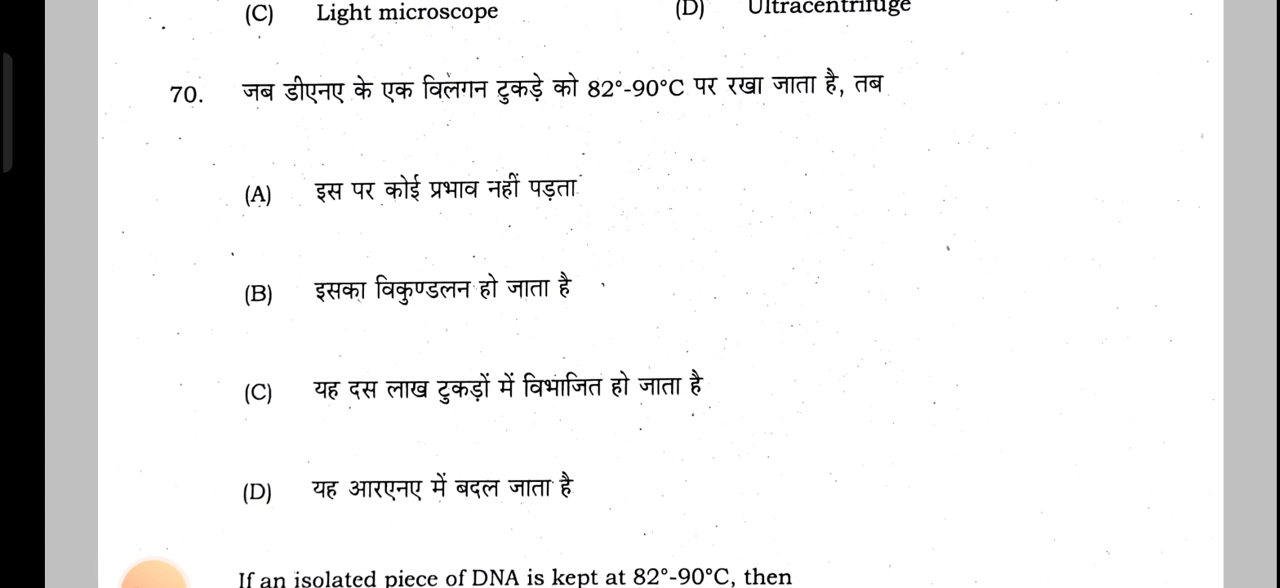 (C) Light microscope (D) Ultracentrifuge
70. जब डीएनए के एक विलगन टुकड़े को 82°-90°C पर रखा जाता है, तब
(A) इस पर कोई प्रभाव नहीं पड़ता
(B) इसका विकुण्डलन हो जाता है
(C) यह दस लाख टुकड़ों में विभाजित हो जाता है
(D) यह आरएनए में बदल जाता है
If an isolated piece of DNA is kept at 82°-90°C, then